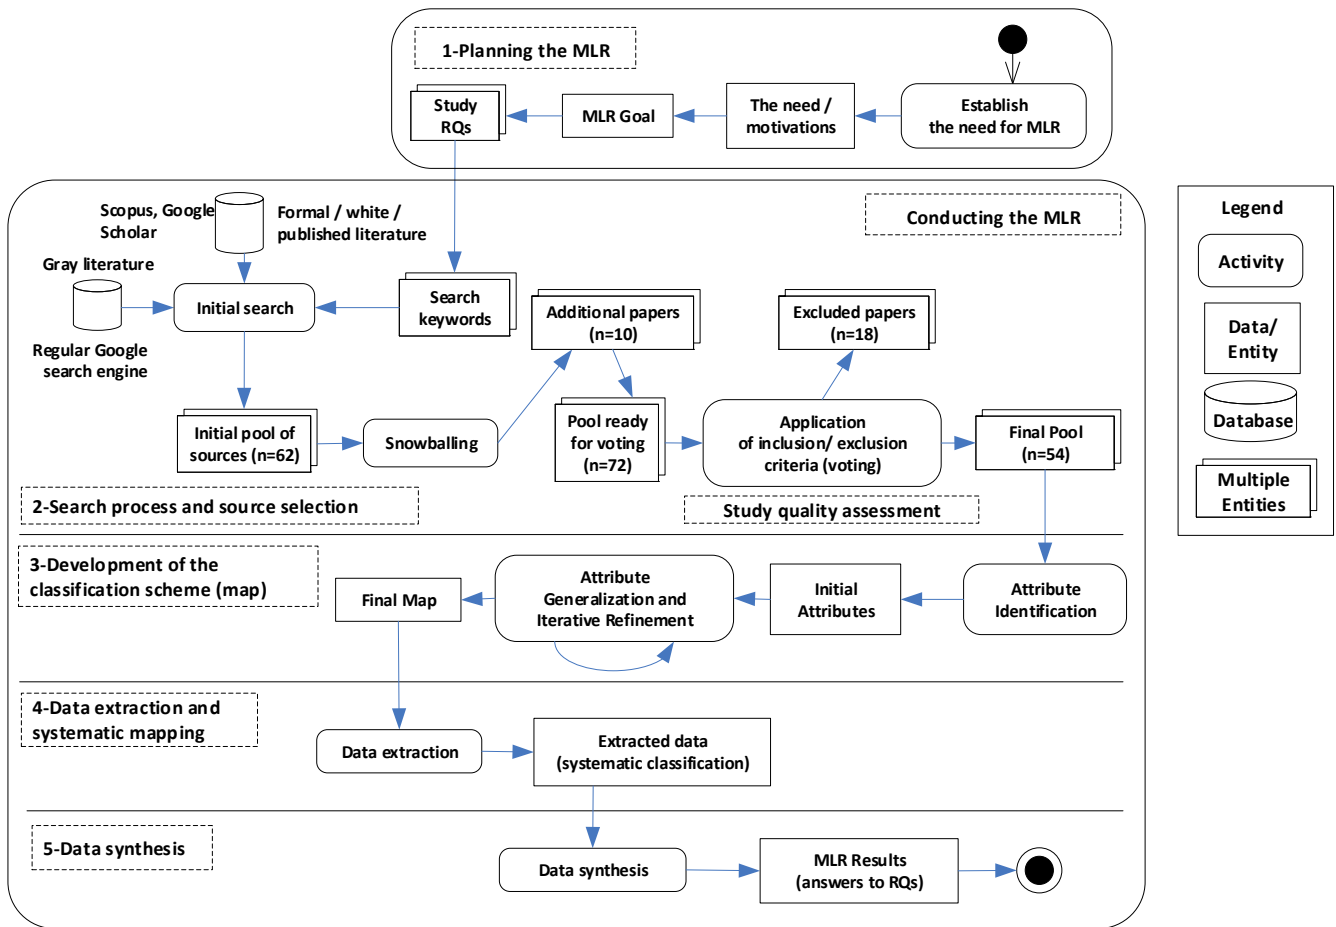 1-Planning the MLR
Establish
the need for MLR
The need /
motivations
MLR Goal
Study
RQs
Conducting the MLR
Scopus, Google
Scholar
Formal / white /
published literature
Gray literature
Regular Google
search engine
Initial search
Search
keywords
Initial pool of
sources (n=62)
Snowballing
Additional papers
(n=10)
Pool ready
for voting
(n=72)
Application
of inclusion/ exclusion
criteria (voting)
Excluded papers
(n=18)
Final Pool
(n=54)
2-Search process and source selection
Study quality assessment
3-Development of the
classification scheme (map)
Attribute
Identification
Initial
Attributes
Attribute
Generalization and
Iterative Refinement
Final Map
4-Data extraction and
systematic mapping
Data extraction
Extracted data
(systematic classification)
5-Data synthesis
Data synthesis
MLR Results
(answers to RQs)
Legend
Activity
Data/
Entity
Database
Multiple
Entities